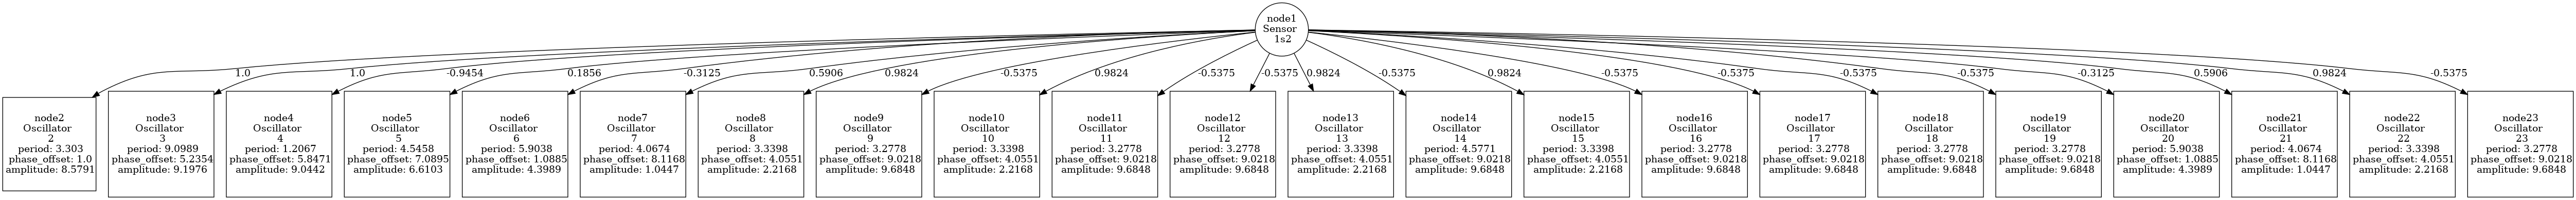 node1
Sensor
1s2
1.0
1.0
-0.9454
0.1856
-0.3125
0.5906
0.9824
-0.5375
0.9824
-0.5375
-0.5375
0.9824
-0.5375
0.9824
-0.5375
-0.5375
-0.5375
-0.5375
-0.3125
0.5906
0.9824
-0.5375
node2
Oscillator
2
period: 3.303
phase_offset: 1.0
amplitude: 8.5791
node3
Oscillator
3
period: 9.0989
phase_offset: 5.2354
amplitude: 9.1976
node4
Oscillator
4
period: 1.2067
phase_offset: 5.8471
amplitude: 9.0442
node5
Oscillator
5
period: 4.5458
phase_offset: 7.0895
amplitude: 6.6103
node6
Oscillator
6
period: 5.9038
phase_offset: 1.0885
amplitude: 4.3989
node7
Oscillator
7
period: 4.0674
phase_offset: 8.1168
amplitude: 1.0447
node8
Oscillator
8
period: 3.3398
phase_offset: 4.0551
amplitude: 2.2168
node9
Oscillator
9
period: 3.2778
phase_offset: 9.0218
amplitude: 9.6848
node10
Oscillator
10
period: 3.3398
phase_offset: 4.0551
amplitude: 2.2168
node11
Oscillator
11
period: 3.2778
phase_offset: 9.0218
amplitude: 9.6848
node12
Oscillator
12
period: 3.2778
phase_offset: 9.0218
amplitude: 9.6848
node13
Oscillator
13
period: 3.3398
phase_offset: 4.0551
amplitude: 2.2168
node14
Oscillator
14
period: 4.5771
phase_offset: 9.0218
amplitude: 9.6848
node15
Oscillator
15
period: 3.3398
phase_offset: 4.0551
amplitude: 2.2168
node16
Oscillator
16
period: 3.2778
phase_offset: 9.0218
amplitude: 9.6848
node17
Oscillator
17
period: 3.2778
phase_offset: 9.0218
amplitude: 9.6848
node18
Oscillator
18
period: 3.2778
phase_offset: 9.0218
amplitude: 9.6848
node19
Oscillator
19
period: 3.2778
phase_offset: 9.0218
amplitude: 9.6848
node20
Oscillator
20
period: 5.9038
phase_offset: 1.0885
amplitude: 4.3989
node21
Oscillator
21
period: 4.0674
phase_offset: 8.1168
amplitude: 1.0447
node22
Oscillator
22
period: 3.3398
phase_offset: 4.0551
amplitude: 2.2168
node23
Oscillator
23
period: 3.2778
phase_offset: 9.0218
amplitude: 9.6848